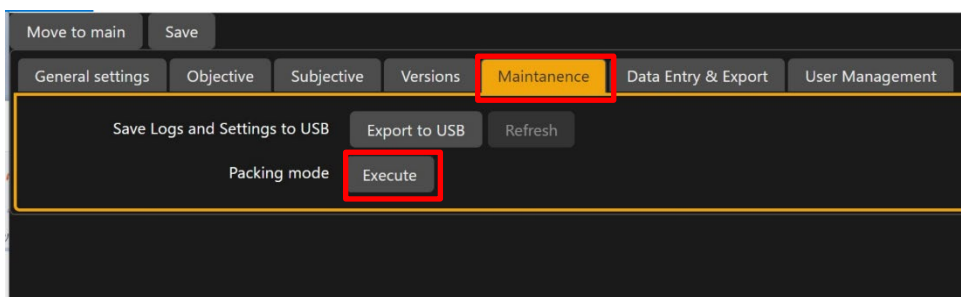 Move to main Save
General settings Objective Subjective Versions Maintanence Data Entry & Export User Management
Save Logs and Settings to USB Export to USB Refresh
Packing mode Execute